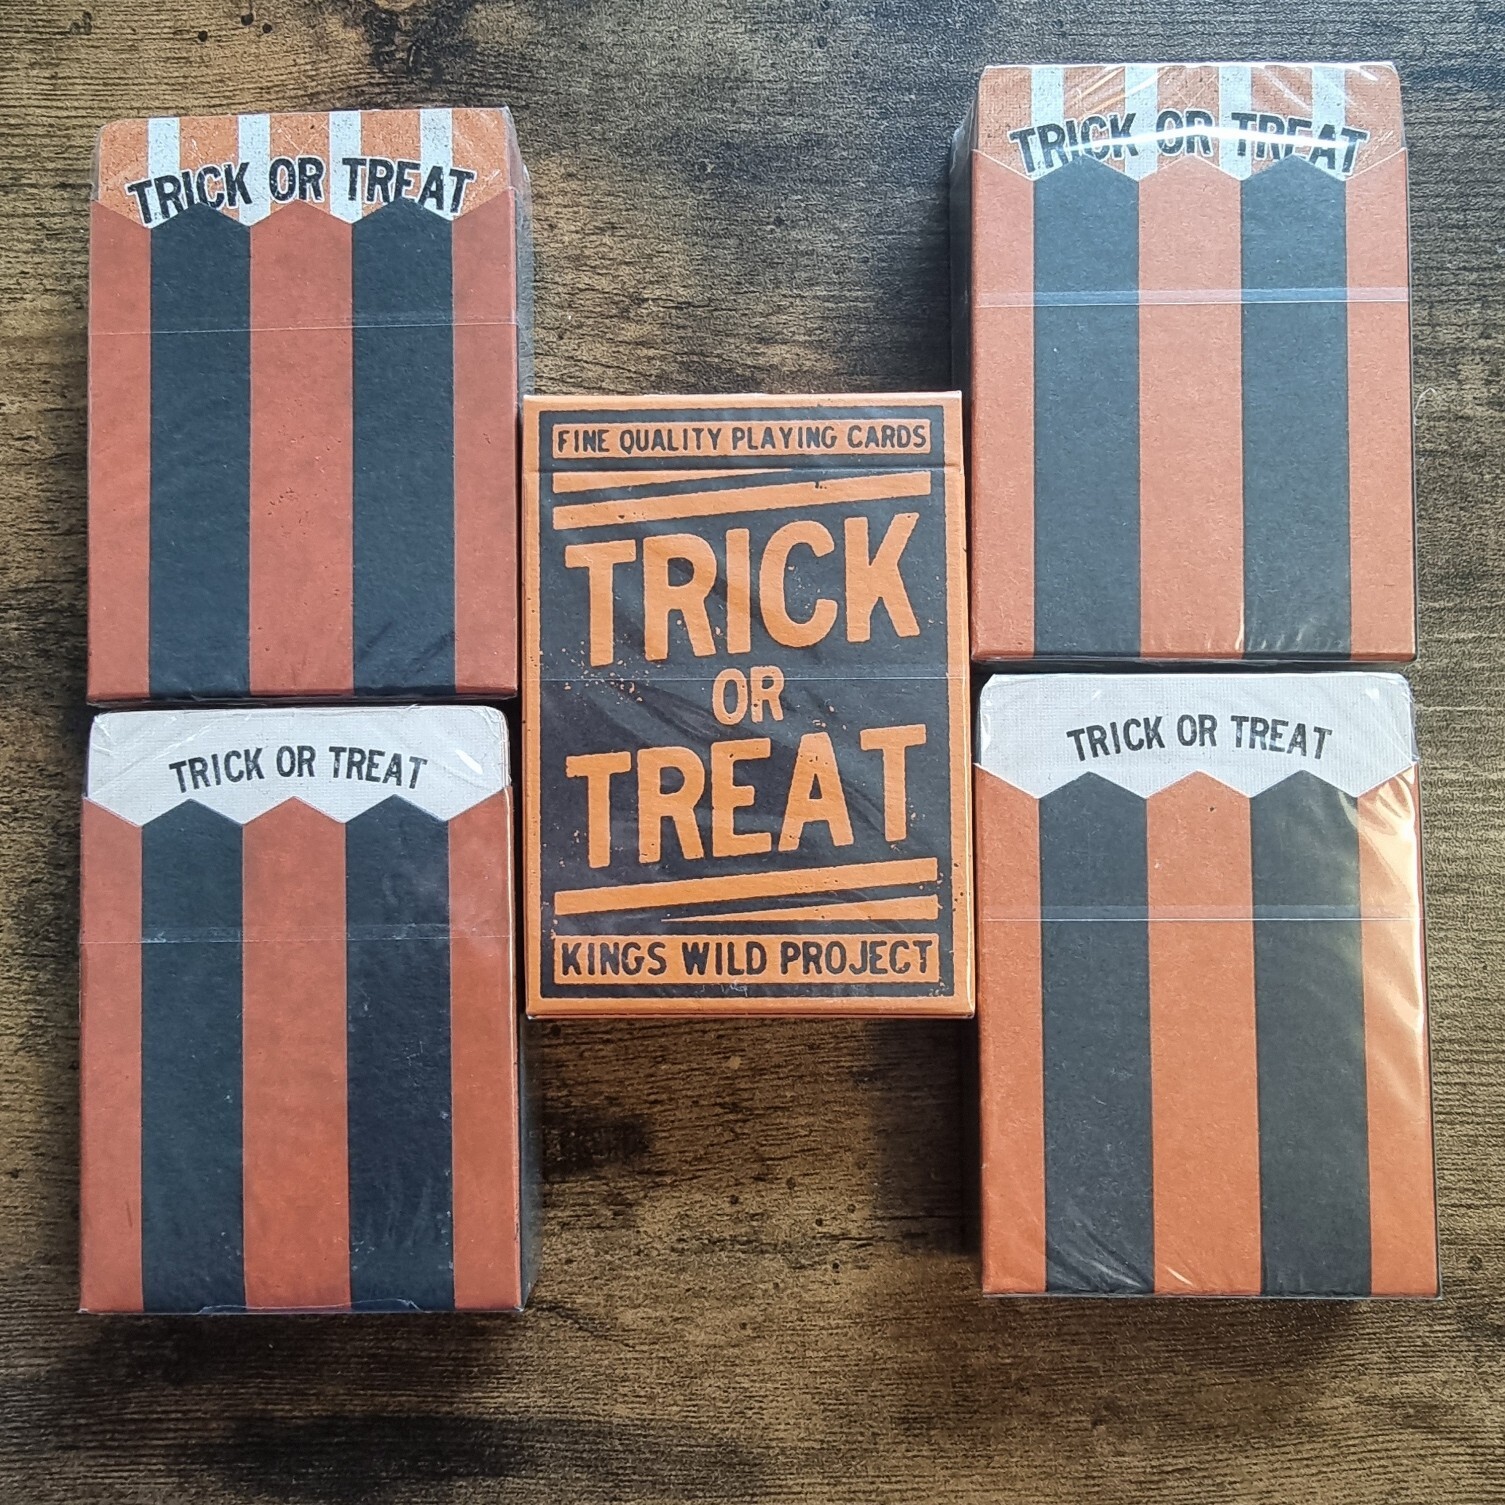 TRICK OR TREAT
TRICK OR TREAT
FINE QUALITY PLAYING CARDS
TRICK
OR
TREAT
KINGS WILD PROJECT
TRICK OR TREAT
TRICK OR TREAT